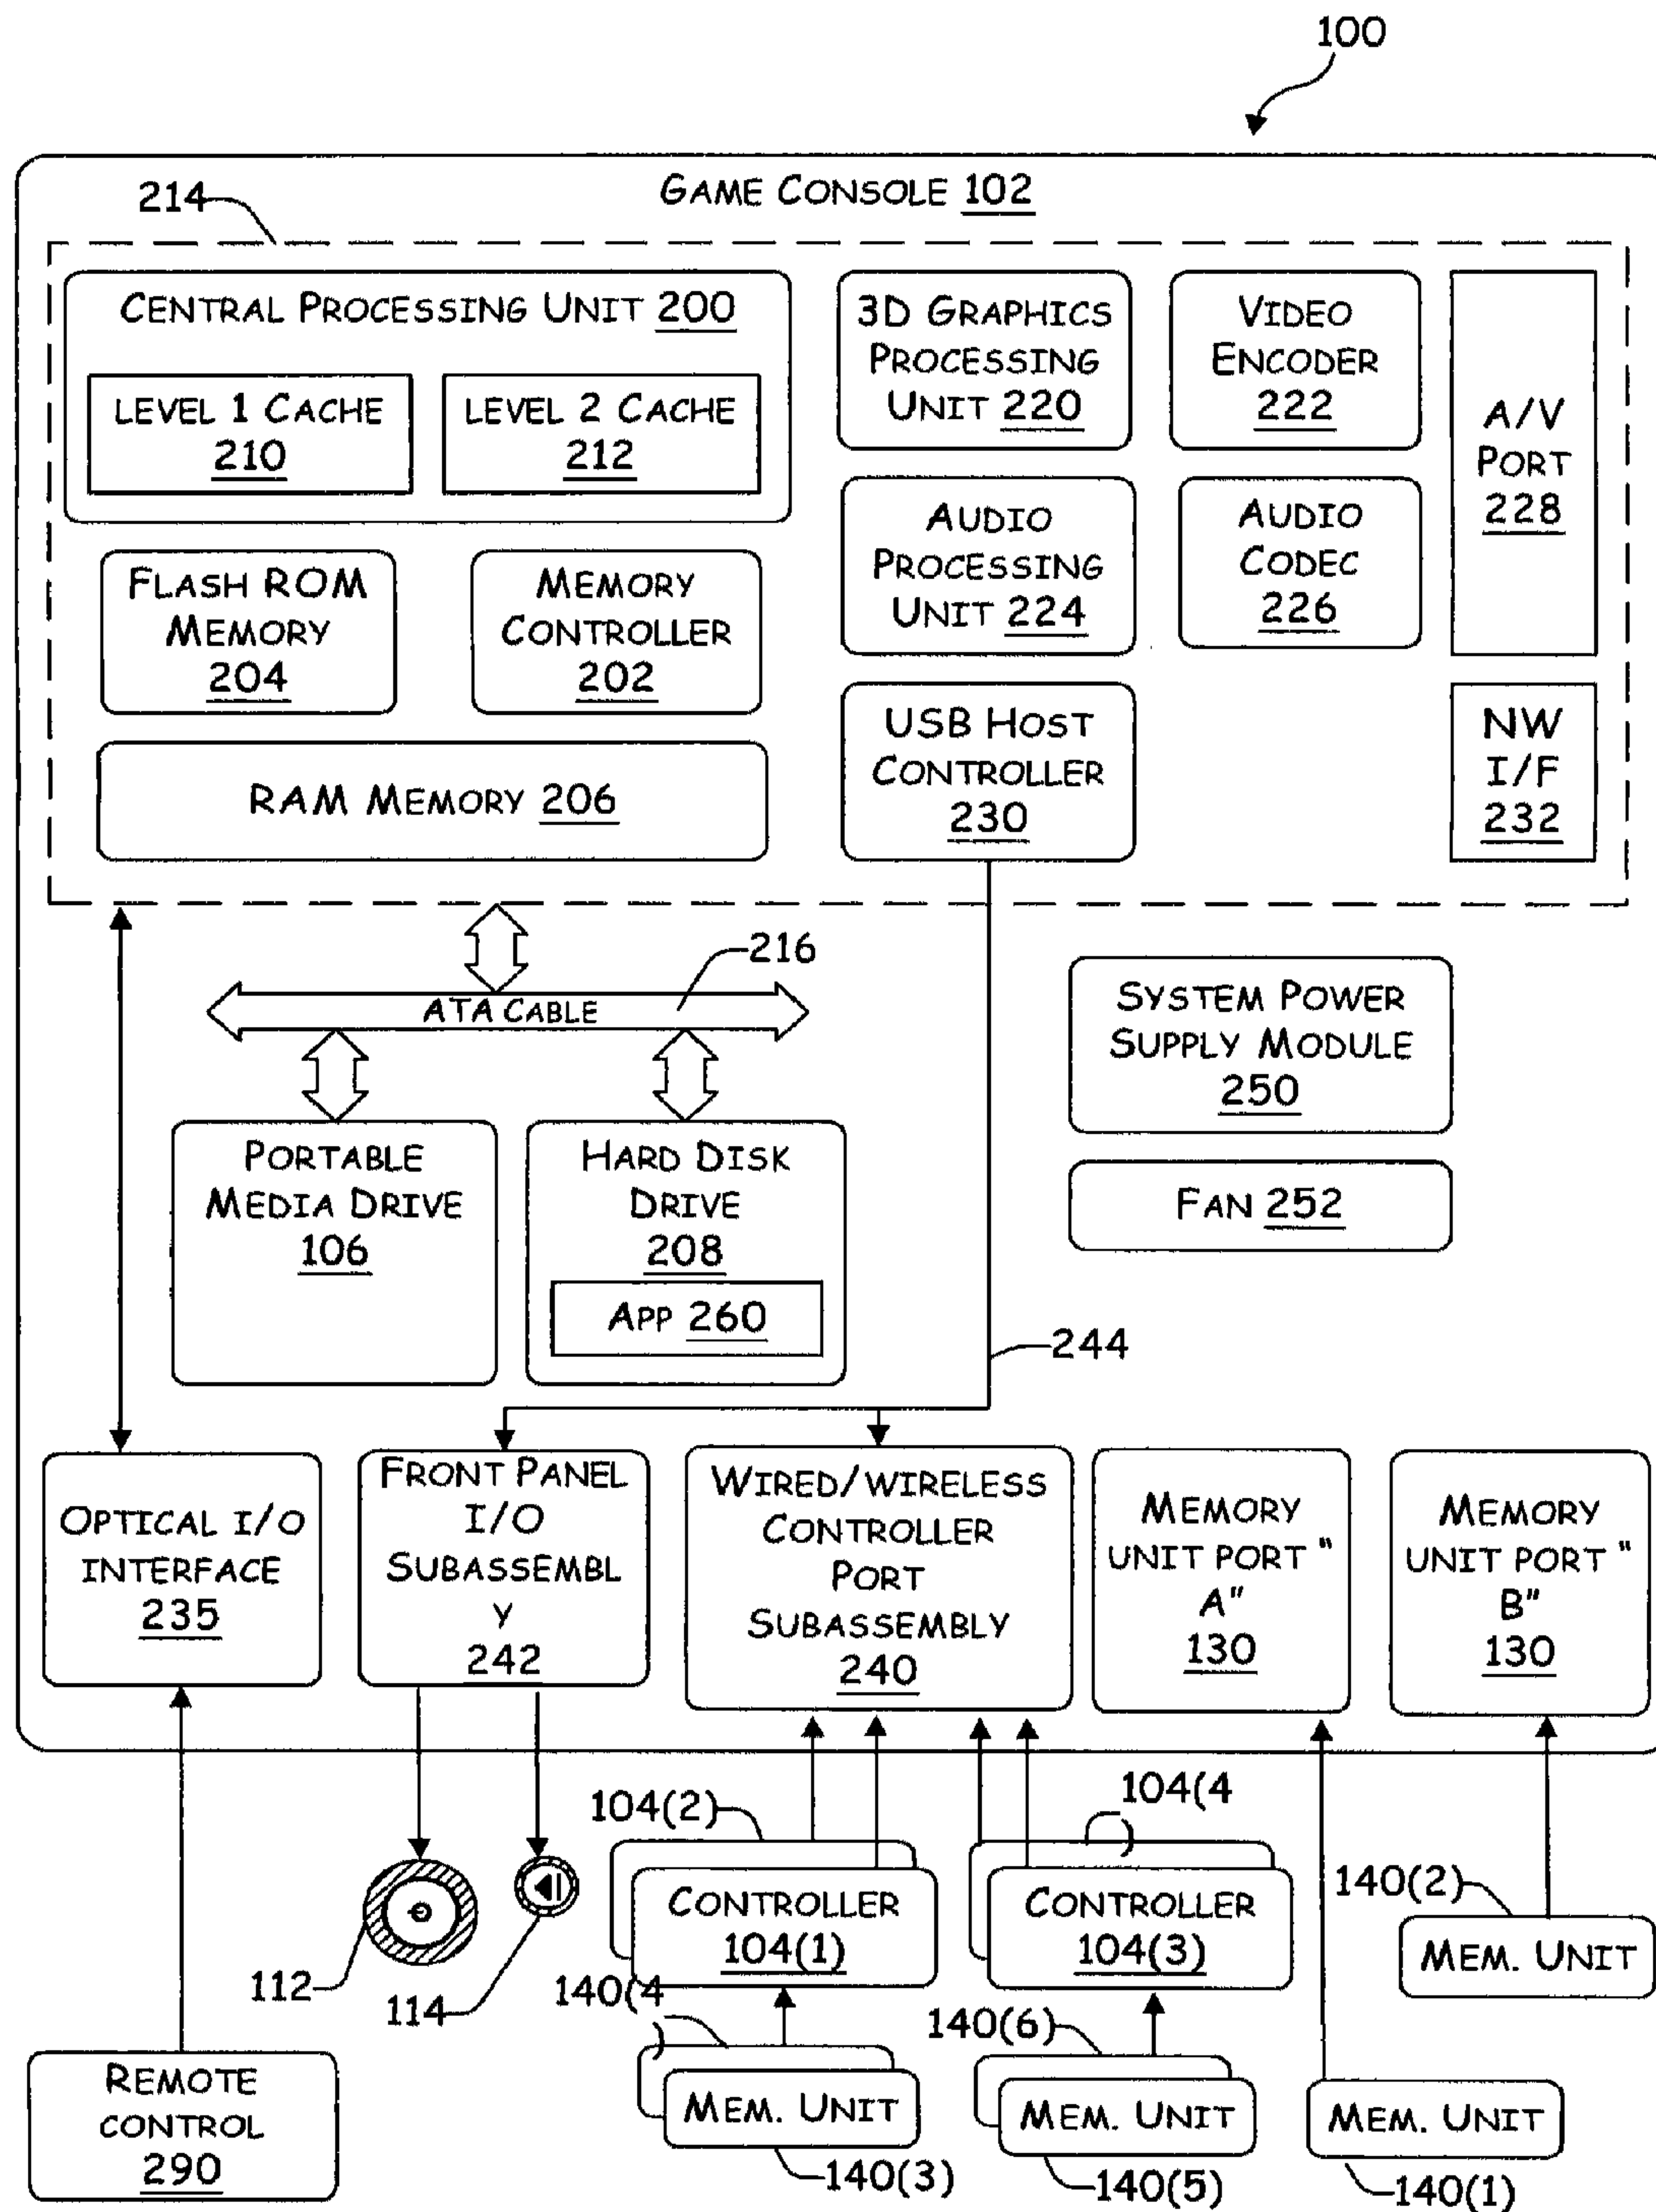 100
GAME CONSOLE 102
214
CENTRAL PROCESSING UNIT 200
LEVEL 1 CACHE
210
LEVEL 2 CACHE
212
3D GRAPHICS
PROCESSING
UNIT 220
VIDEO
ENCODER
222
A/V
PORT
228
FLASH ROM
MEMORY
204
MEMORY
CONTROLLER
202
AUDIO
PROCESSING
UNIT 224
AUDIO
CODEC
226
RAM MEMORY 206
USB HOST
CONTROLLER
230
NW
I/F
232
216
ATA CABLE
SYSTEM POWER
SUPPLY MODULE
250
PORTABLE
MEDIA DRIVE
106
HARD DISK
DRIVE
208
APP 260
FAN 252
244
OPTICAL I/O
INTERFACE
235
FRONT PANEL
I/O
SUBASSEMBL
Y
242
WIRED/WIRELESS
CONTROLLER
PORT
SUBASSEMBLY
240
MEMORY
UNIT PORT "
A"
130
MEMORY
UNIT PORT "
B"
130
104(2)
104(4
)
CONTROLLER
104(1)
CONTROLLER
104(3)
140(2)
MEM. UNIT
112
114
140(4
)
140(6)
REMOTE
CONTROL
290
MEM. UNIT
MEM. UNIT
MEM. UNIT
140(3)
140(5)
140(1)